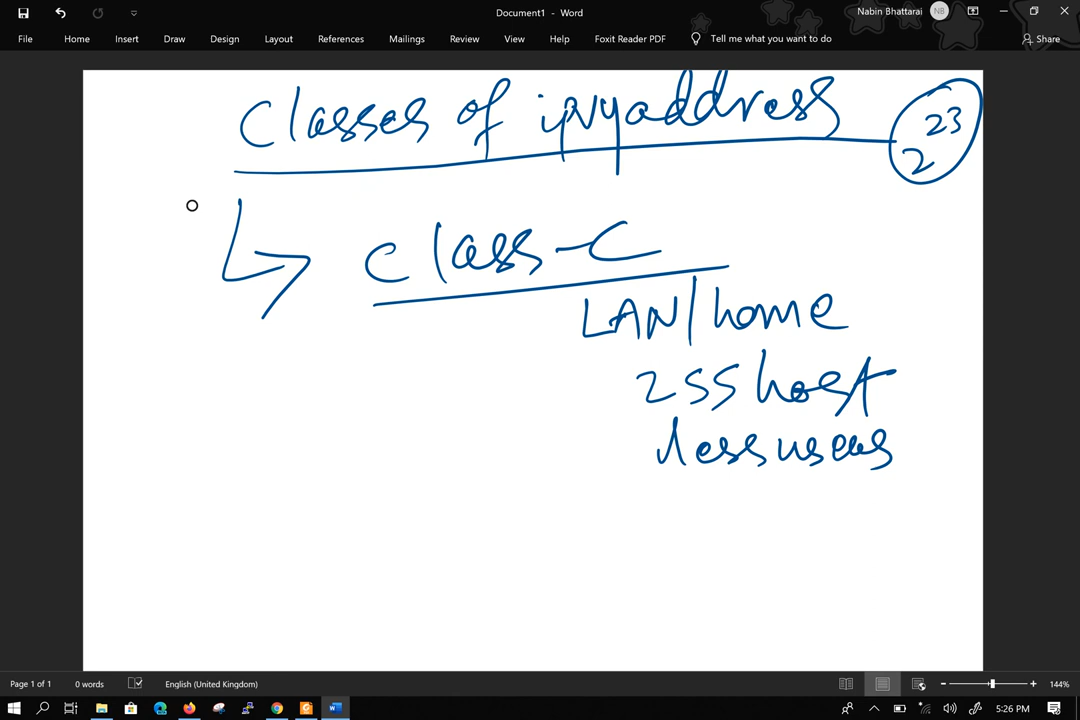 Document1 - Word
Nabin Bhattarai
NB
File Home Insert Draw Design Layout References Mailings Review View Help Foxit Reader PDF Tell me what you want to do Share
classes of ipv4address
23
2
class-C
LAN/home
255 host
less users
Page 1 of 1 0 words English (United Kingdom) 144%
5:26 PM